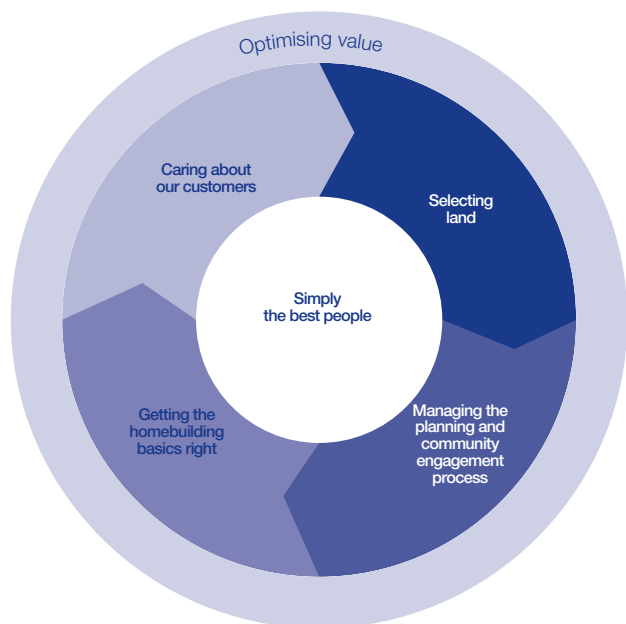 Optimising value
Caring about
our customers
Selecting
land
Simply
the best people
Getting the
homebuilding
basics right
Managing the
planning and
community
engagement
process